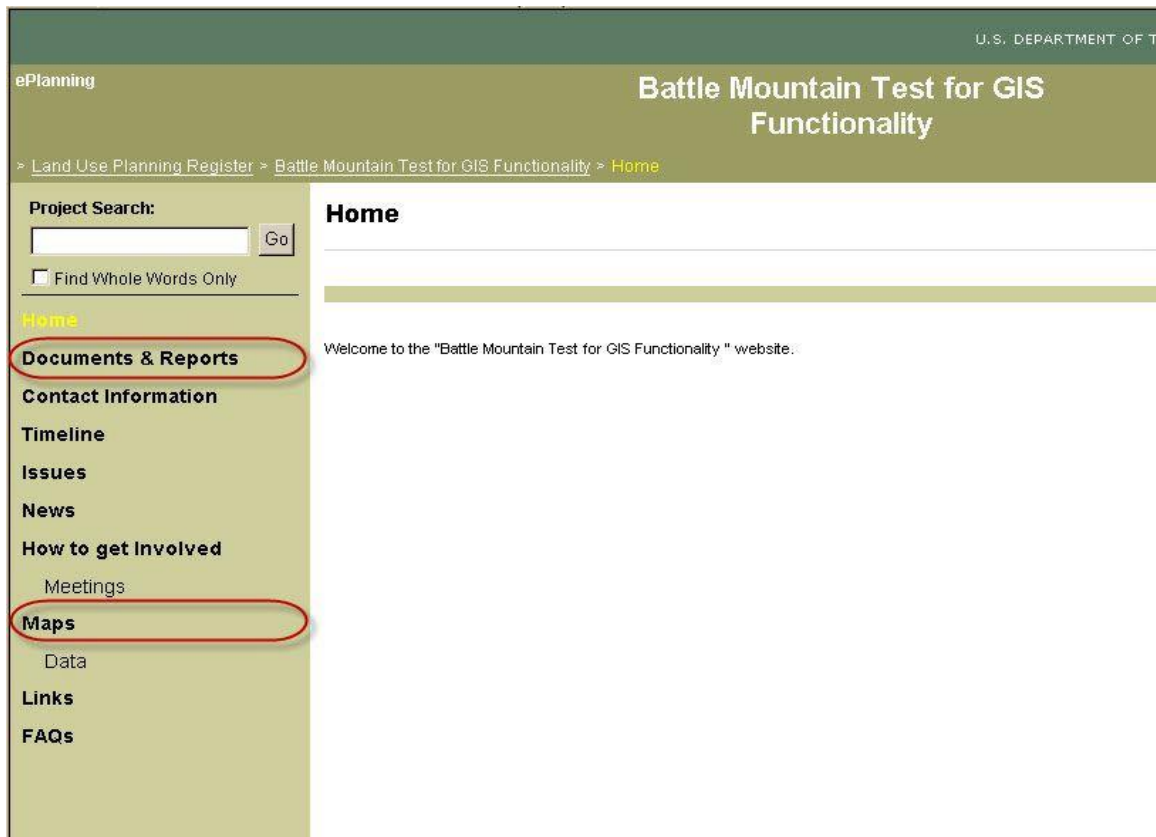 U.S. DEPARTMENT OF T
ePlanning
Battle Mountain Test for GIS
Functionality
> Land Use Planning Register > Battle Mountain Test for GIS Functionality > Home
Project Search:
Go
Find Whole Words Only
Home
Documents & Reports
Contact Information
Timeline
Issues
News
How to get Involved
Meetings
Maps
Data
Links
FAQs
Home
Welcome to the "Battle Mountain Test for GIS Functionality " website.